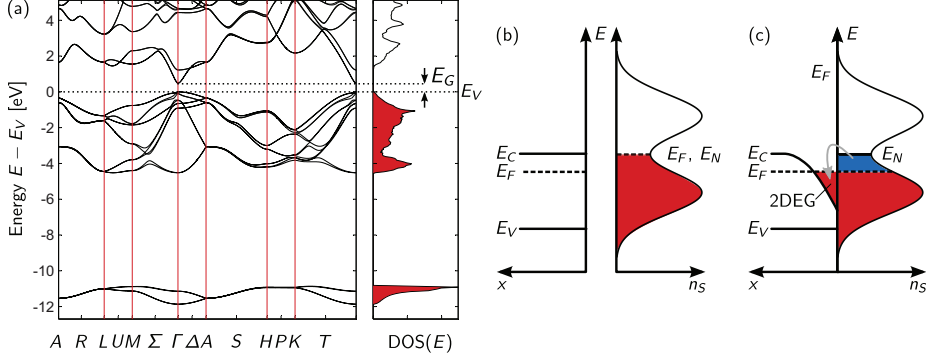 (a)
Energy E − E_V [eV]
4
2
0
-2
-4
-6
-8
-10
-12
A R L U M Σ Γ Δ A S H P K T
E_G
E_V
DOS(E)
(b)
E
E_C
E_F
E_V
E_F, E_N
x
n_S
(c)
E
E_F
E_C
E_F
E_V
E_N
2DEG
x
n_S